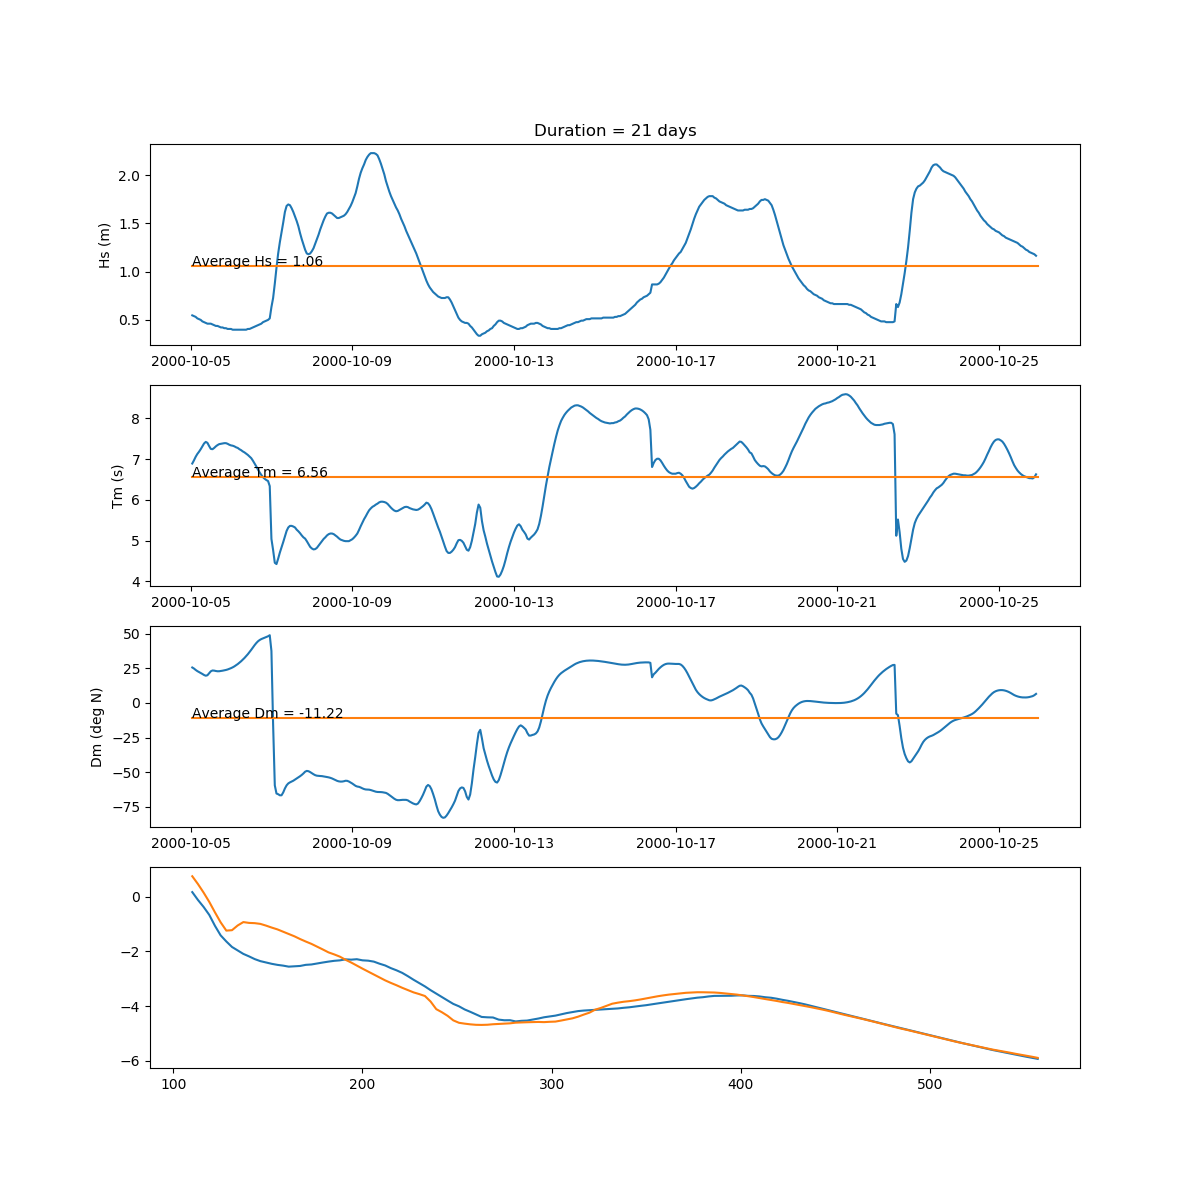 Duration = 21 days
Hs (m)
2.0
1.5
1.0
0.5
Average Hs = 1.06
2000-10-05 2000-10-09 2000-10-13 2000-10-17 2000-10-21 2000-10-25
Tm (s)
8
7
6
5
4
Average Tm = 6.56
2000-10-05 2000-10-09 2000-10-13 2000-10-17 2000-10-21 2000-10-25
Dm (deg N)
50
25
0
−25
−50
−75
Average Dm = -11.22
2000-10-05 2000-10-09 2000-10-13 2000-10-17 2000-10-21 2000-10-25
0
−2
−4
−6
100 200 300 400 500